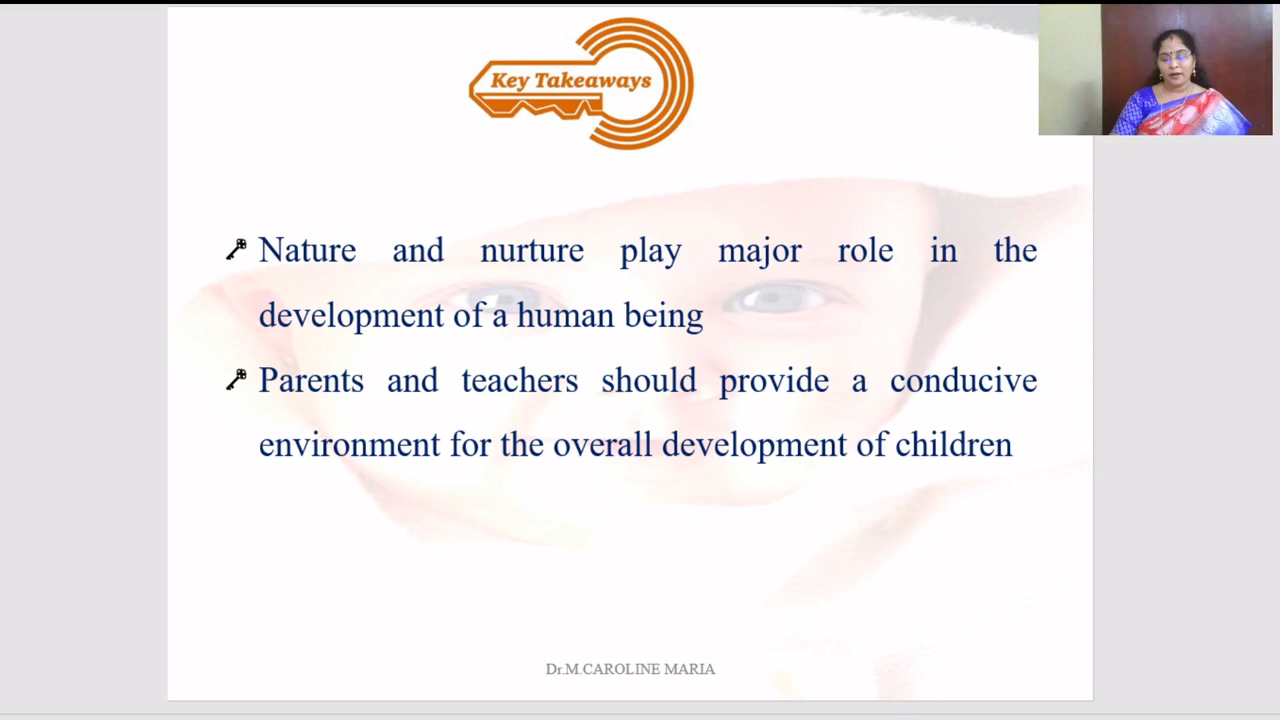 Key Takeaways
Nature and nurture play major role in the
development of a human being
Parents and teachers should provide a conducive
environment for the overall development of children
Dr.M.CAROLINE MARIA